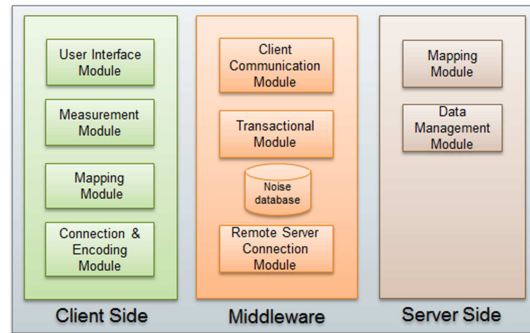 User Interface
Module
Measurement
Module
Mapping
Module
Connection &
Encoding
Module
Client Side
Client
Communication
Module
Transactional
Module
Noise
database
Remote Server
Connection
Module
Middleware
Mapping
Module
Data
Management
Module
Server Side